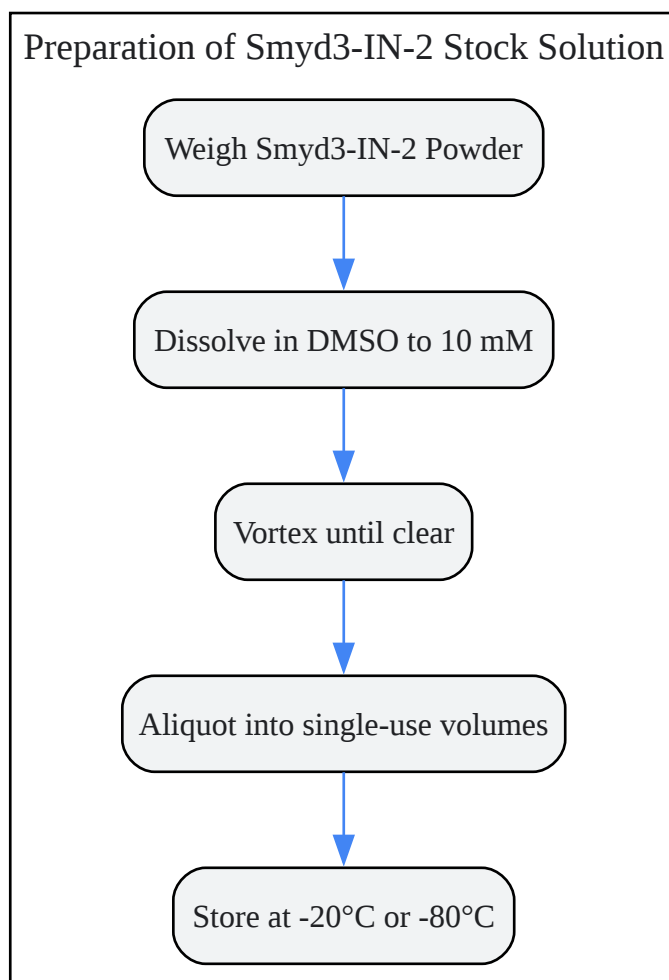 Preparation of Smyd3-IN-2 Stock Solution
Weigh Smyd3-IN-2 Powder
Dissolve in DMSO to 10 mM
Vortex until clear
Aliquot into single-use volumes
Store at -20°C or -80°C